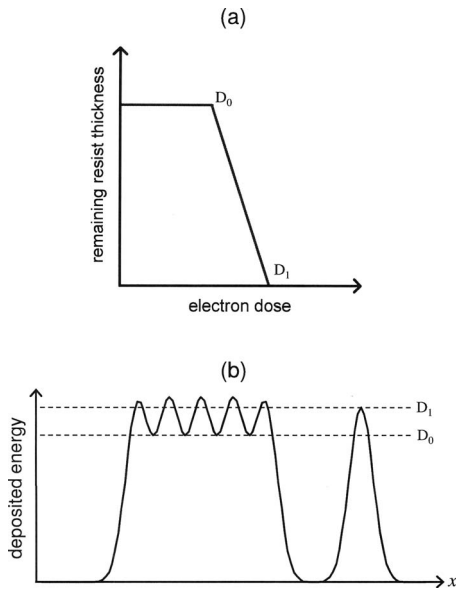 (a)
remaining resist thickness
D₀
D₁
electron dose
(b)
deposited energy
D₁
D₀
x